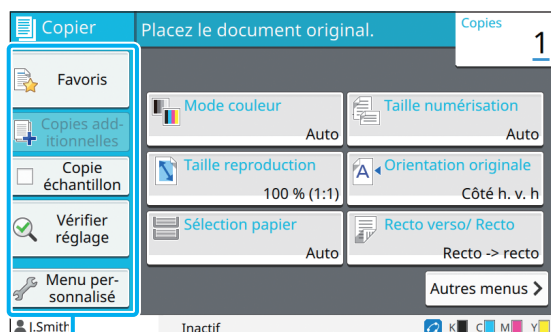 Copier
Placez le document original.
Copies
1
Favoris
Copies add-
itionnelles
Copie
échantillon
Vérifier
réglage
Menu per-
sonnalisé
Mode couleur
Auto
Taille numérisation
Auto
Taille reproduction
100 % (1:1)
Orientation originale
Côté h. v. h
Sélection papier
Auto
Recto verso/ Recto
Recto -> recto
Autres menus
J.Smith
Inactif
K C M Y